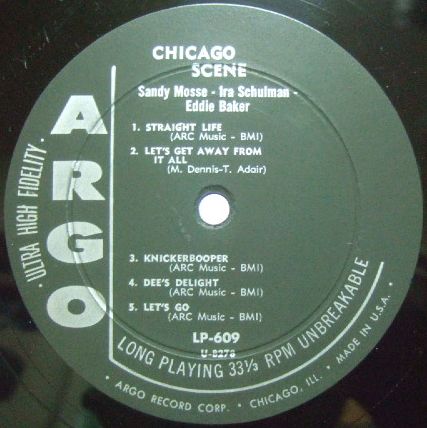 CHICAGO
SCENE
Sandy Mosse - Ira Schulman -
Eddie Baker
ARGO
· ULTRA HIGH FIDELITY ·
1. STRAIGHT LIFE
(ARC Music - BMI)
2. LET'S GET AWAY FROM
IT ALL
(M. Dennis-T. Adair)
3. KNICKERBOOPER
(ARC Music - BMI)
4. DEE'S DELIGHT
(ARC Music - BMI)
5. LET'S GO
(ARC Music - BMI)
LP-609
U-8278
LONG PLAYING 33⅓ RPM UNBREAKABLE
· ARGO RECORD CORP. · CHICAGO, ILL. · MADE IN U.S.A. ·